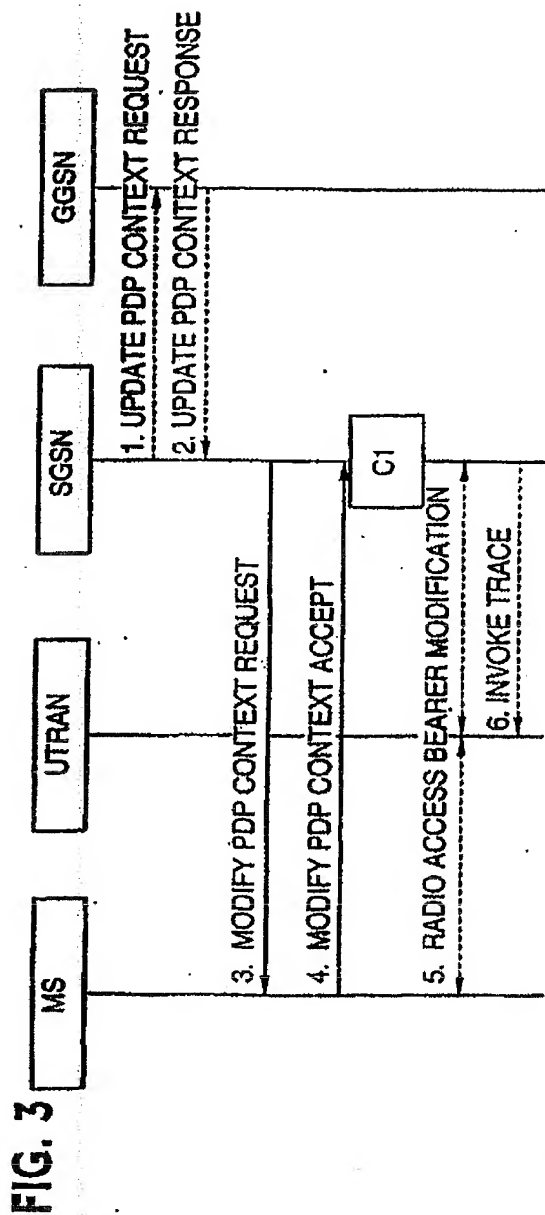 FIG. 3
MS
UTRAN
SGSN
GGSN
1. UPDATE PDP CONTEXT REQUEST
2. UPDATE PDP CONTEXT RESPONSE
3. MODIFY PDP CONTEXT REQUEST
4. MODIFY PDP CONTEXT ACCEPT
C1
5. RADIO ACCESS BEARER MODIFICATION
6. INVOKE TRACE